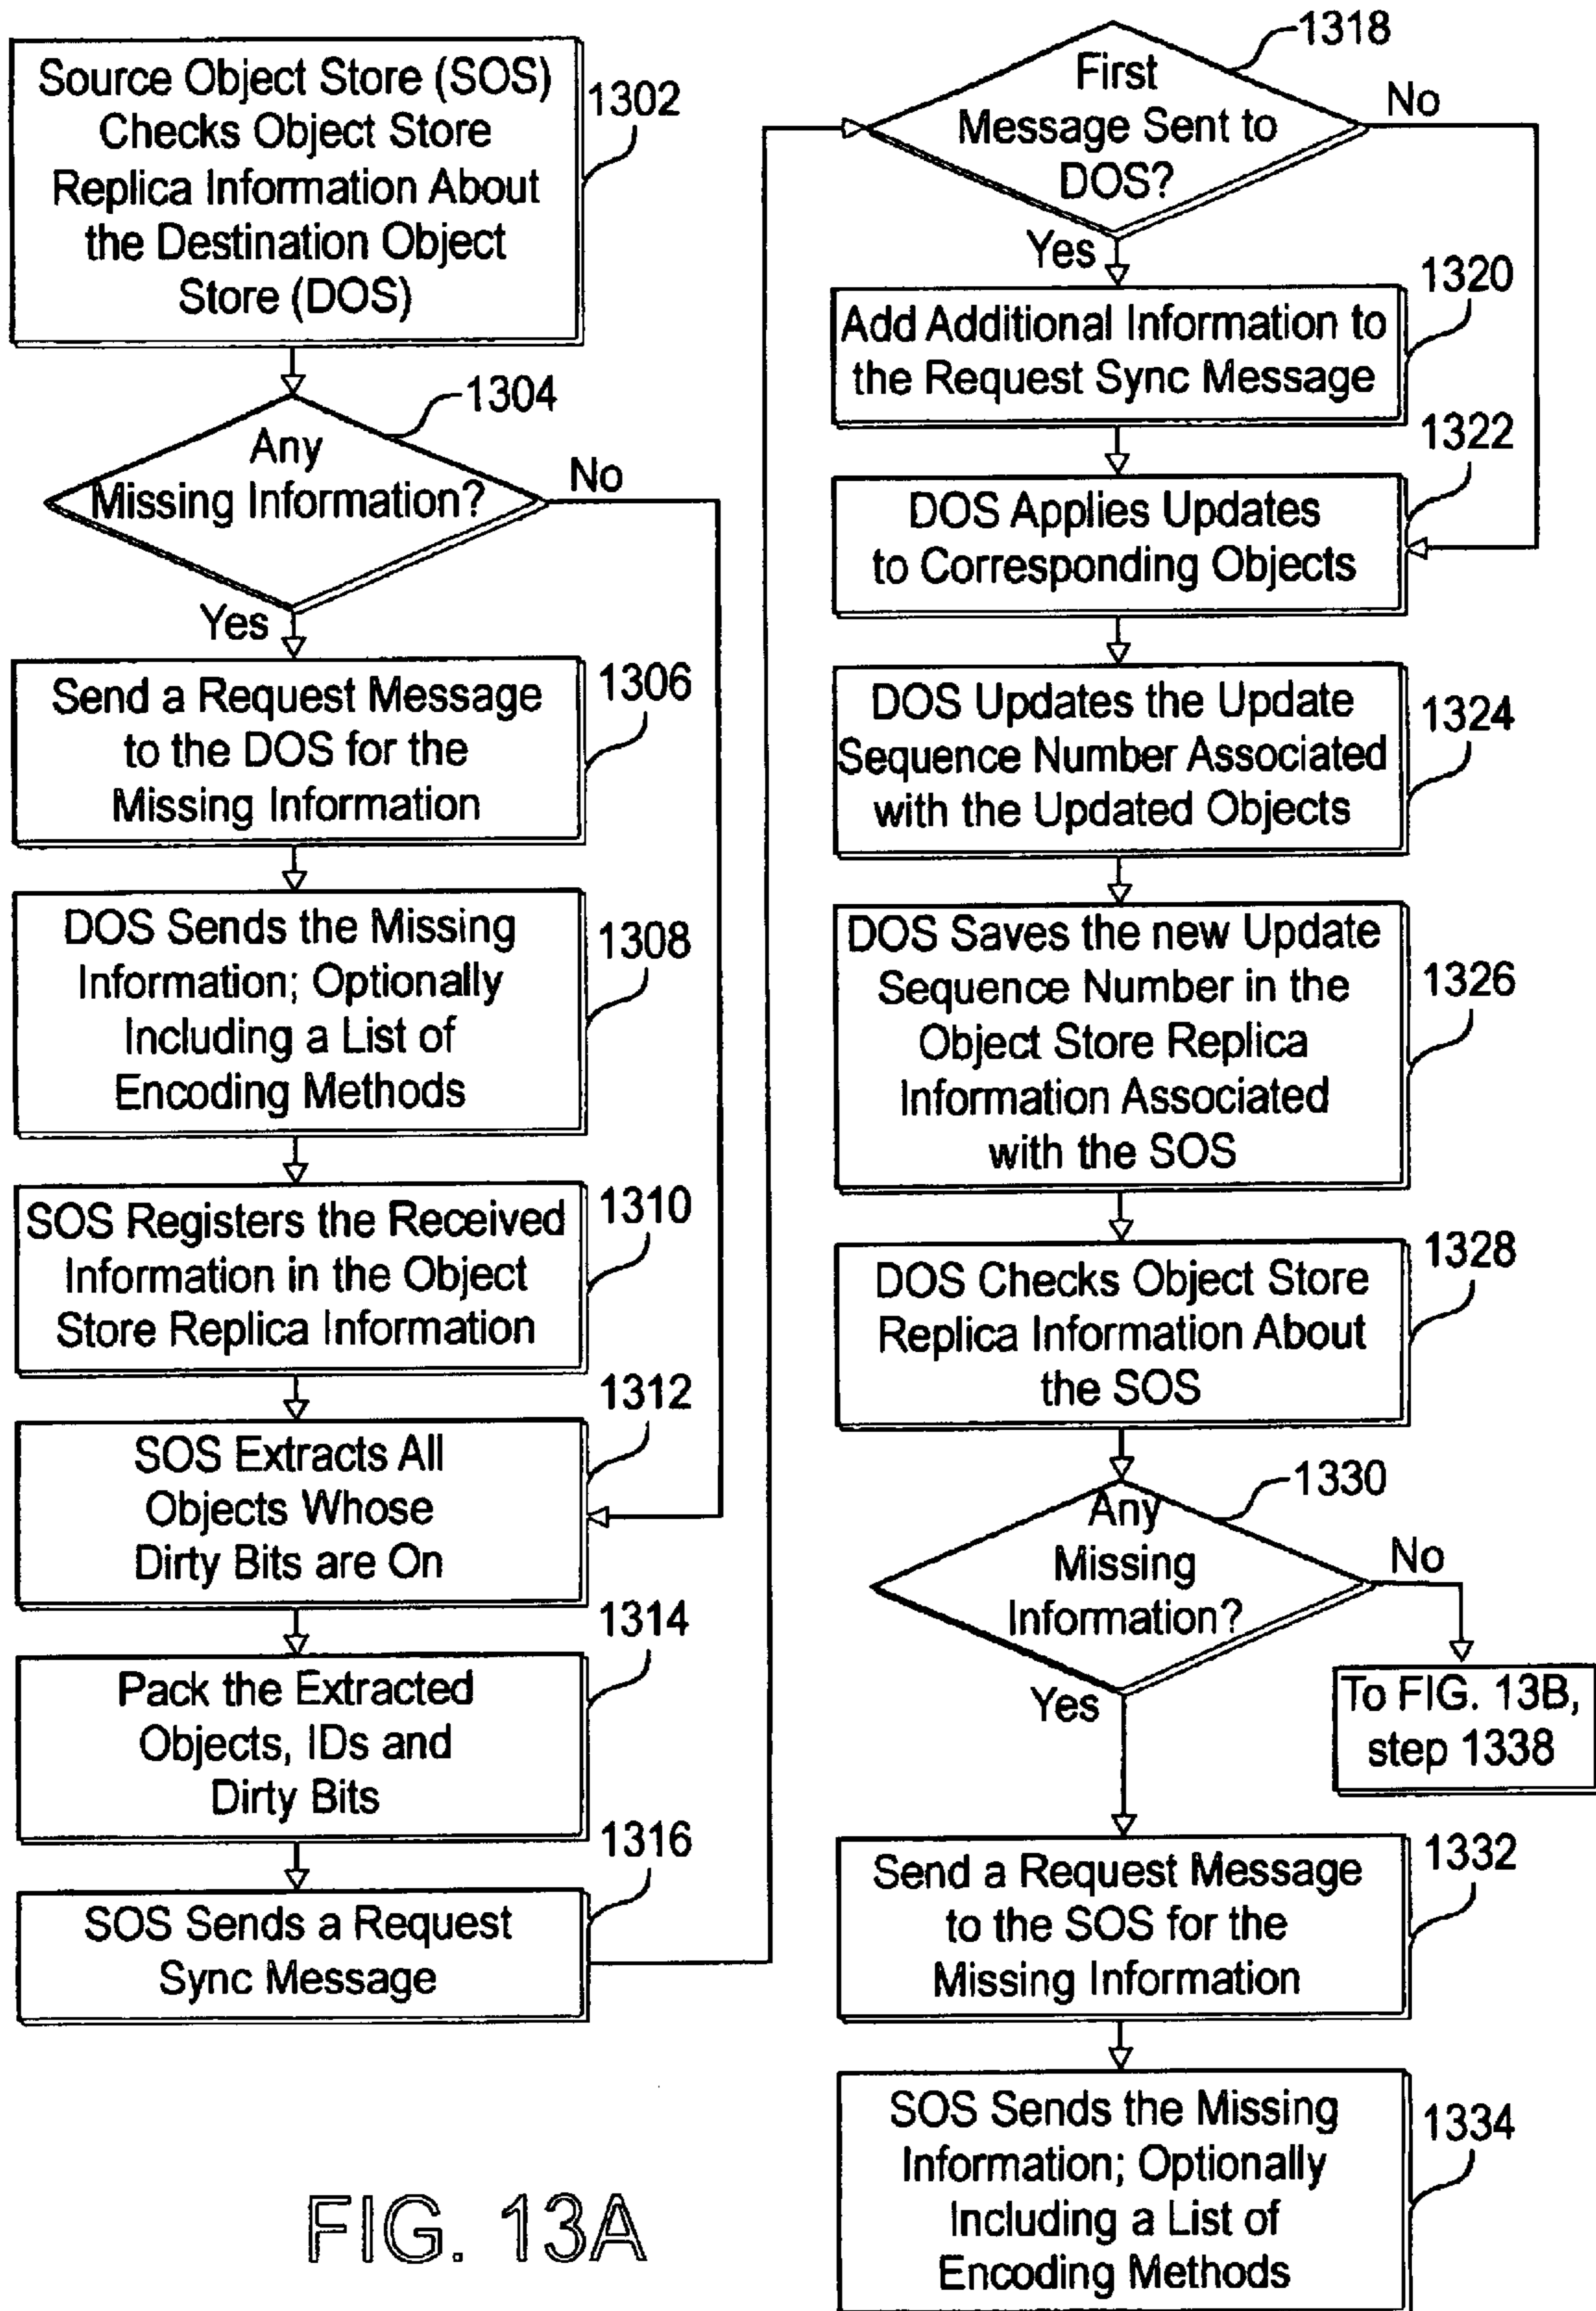 Source Object Store (SOS)
Checks Object Store
Replica Information About
the Destination Object
Store (DOS)
1302
1304
Any
Missing Information?
No
Yes
Send a Request Message
to the DOS for the
Missing Information
1306
DOS Sends the Missing
Information; Optionally
Including a List of
Encoding Methods
1308
SOS Registers the Received
Information in the Object
Store Replica Information
1310
1312
SOS Extracts All
Objects Whose
Dirty Bits are On
1314
Pack the Extracted
Objects, IDs and
Dirty Bits
1316
SOS Sends a Request
Sync Message
1318
First
Message Sent to
DOS?
No
Yes
1320
Add Additional Information to
the Request Sync Message
1322
DOS Applies Updates
to Corresponding Objects
DOS Updates the Update
Sequence Number Associated
with the Updated Objects
1324
DOS Saves the new Update
Sequence Number in the
Object Store Replica
Information Associated
with the SOS
1326
DOS Checks Object Store
Replica Information About
the SOS
1328
1330
Any
Missing
Information?
No
Yes
To FIG. 13B,
step 1338
Send a Request Message
to the SOS for the
Missing Information
1332
SOS Sends the Missing
Information; Optionally
Including a List of
Encoding Methods
1334
FIG. 13A